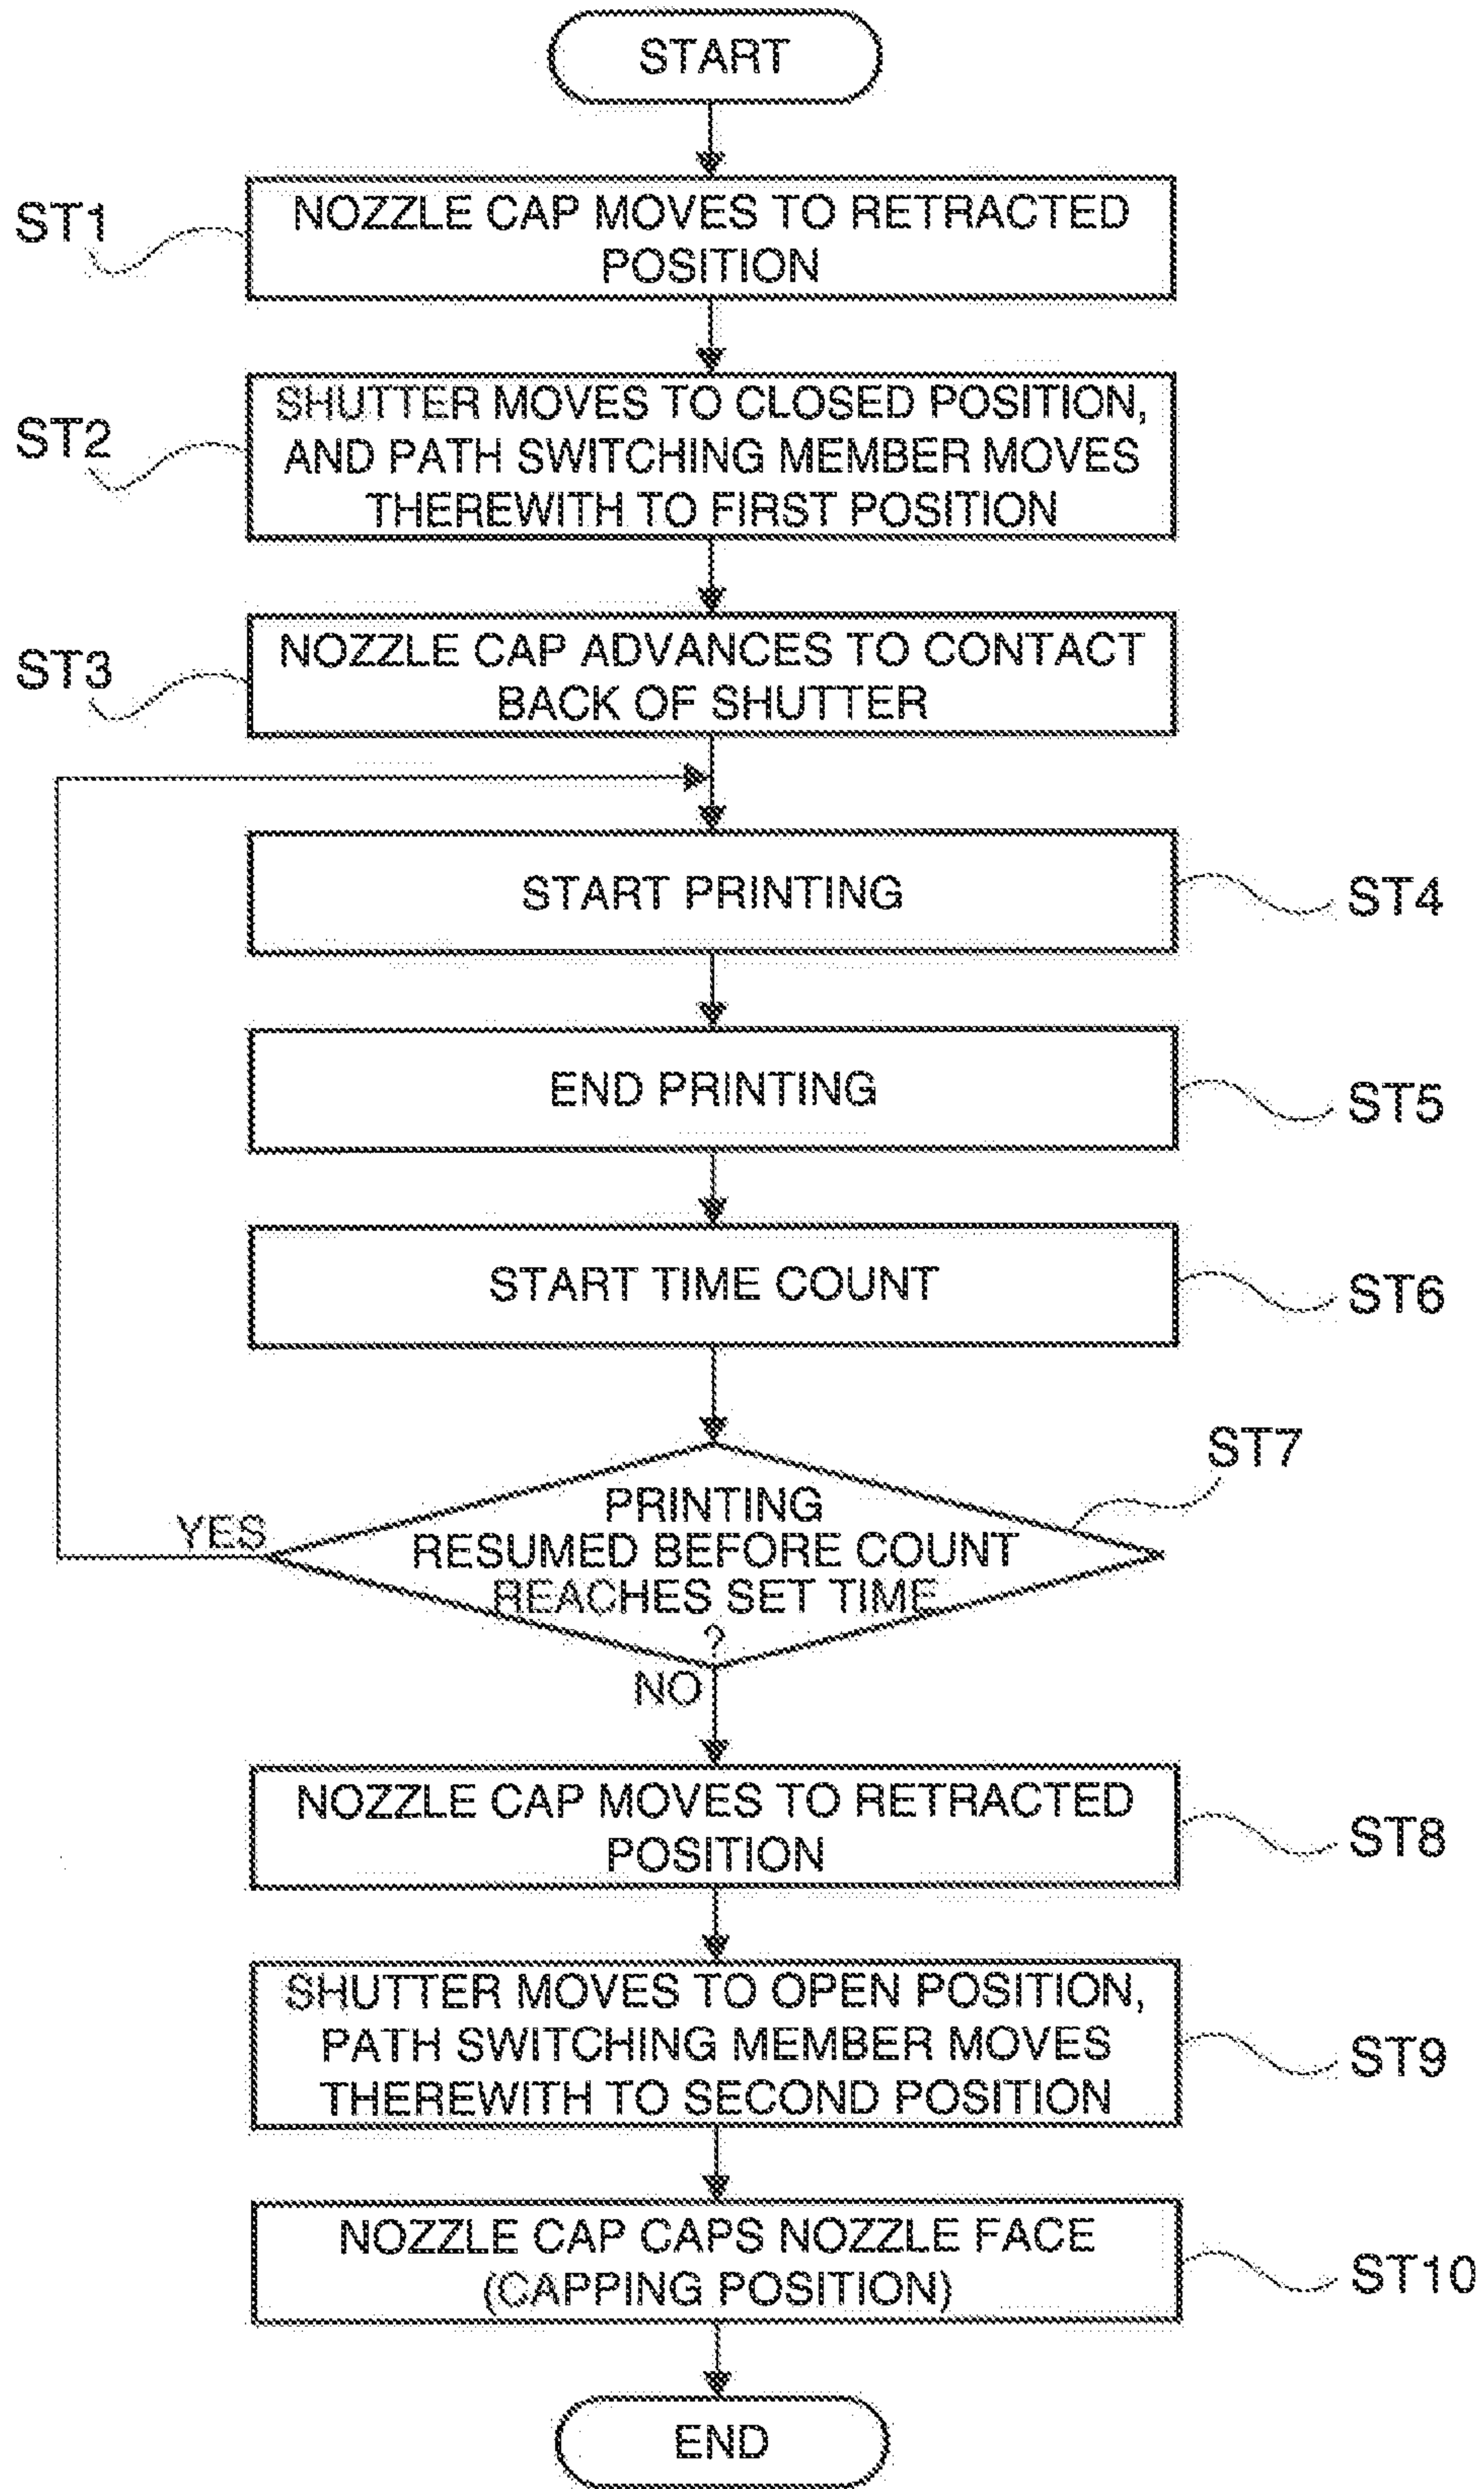 START
ST1
NOZZLE CAP MOVES TO RETRACTED
POSITION
ST2
SHUTTER MOVES TO CLOSED POSITION,
AND PATH SWITCHING MEMBER MOVES
THEREWITH TO FIRST POSITION
ST3
NOZZLE CAP ADVANCES TO CONTACT
BACK OF SHUTTER
START PRINTING
ST4
END PRINTING
ST5
START TIME COUNT
ST6
ST7
PRINTING
RESUMED BEFORE COUNT
REACHES SET TIME
?
YES
NO
NOZZLE CAP MOVES TO RETRACTED
POSITION
ST8
SHUTTER MOVES TO OPEN POSITION,
PATH SWITCHING MEMBER MOVES
THEREWITH TO SECOND POSITION
ST9
NOZZLE CAP CAPS NOZZLE FACE
(CAPPING POSITION)
ST10
END